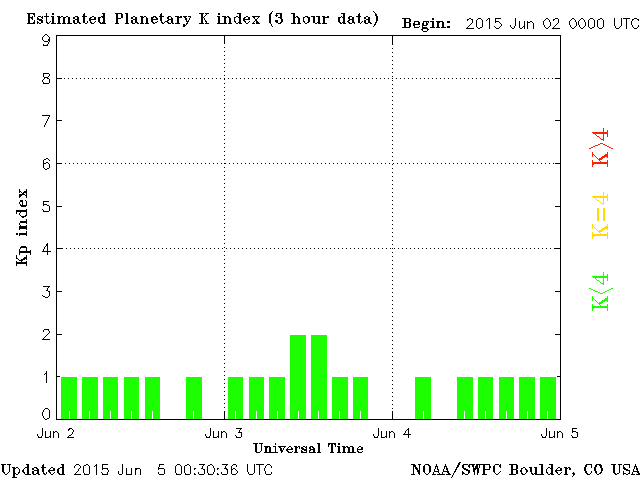 Estimated Planetary K index (3 hour data) Begin: 2015 Jun 02 0000 UTC
9
8
7
6
5
4
3
2
1
0
Kp index
K>4
K=4
K<4
Jun 2 Jun 3 Jun 4 Jun 5
Universal Time
Updated 2015 Jun 5 00:30:36 UTC NOAA/SWPC Boulder, CO USA